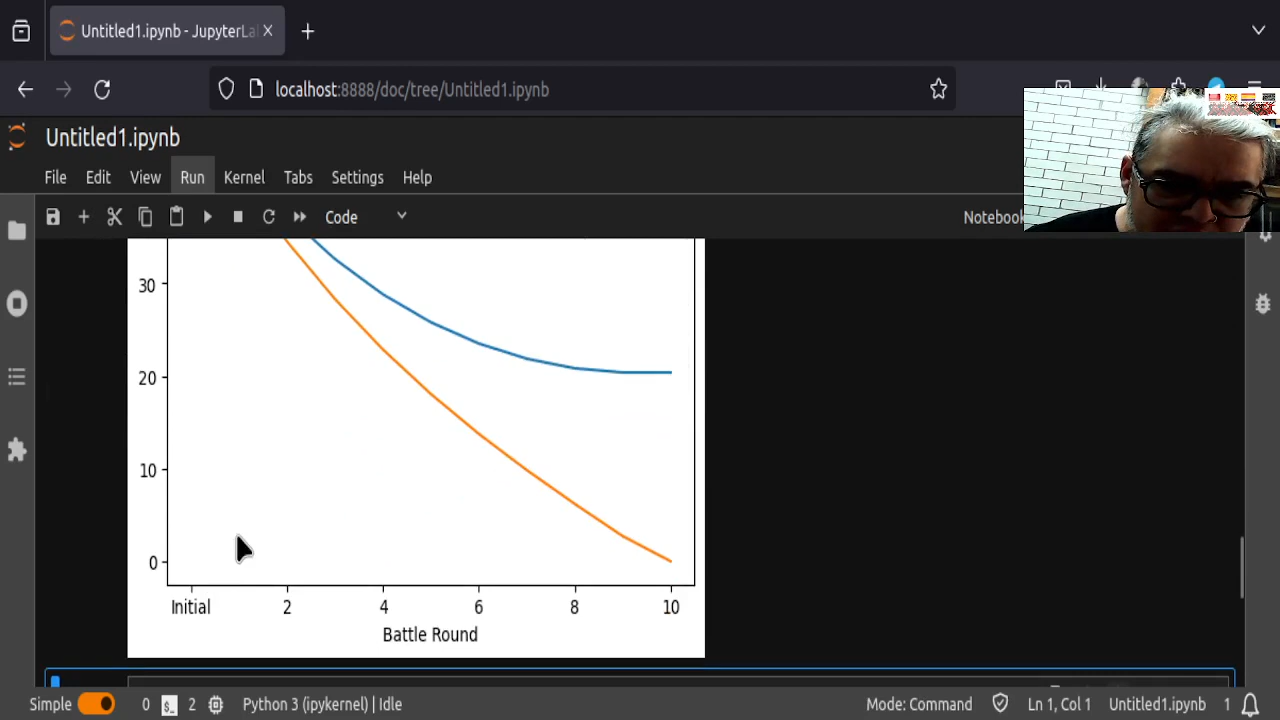 Untitled1.ipynb - JupyterLa
localhost:8888/doc/tree/Untitled1.ipynb
Untitled1.ipynb
File Edit View Run Kernel Tabs Settings Help
Code Notebook
30
20
10
0
Initial 2 4 6 8 10
Battle Round
Simple 0 2 Python 3 (ipykernel) | Idle Mode: Command Ln 1, Col 1 Untitled1.ipynb 1